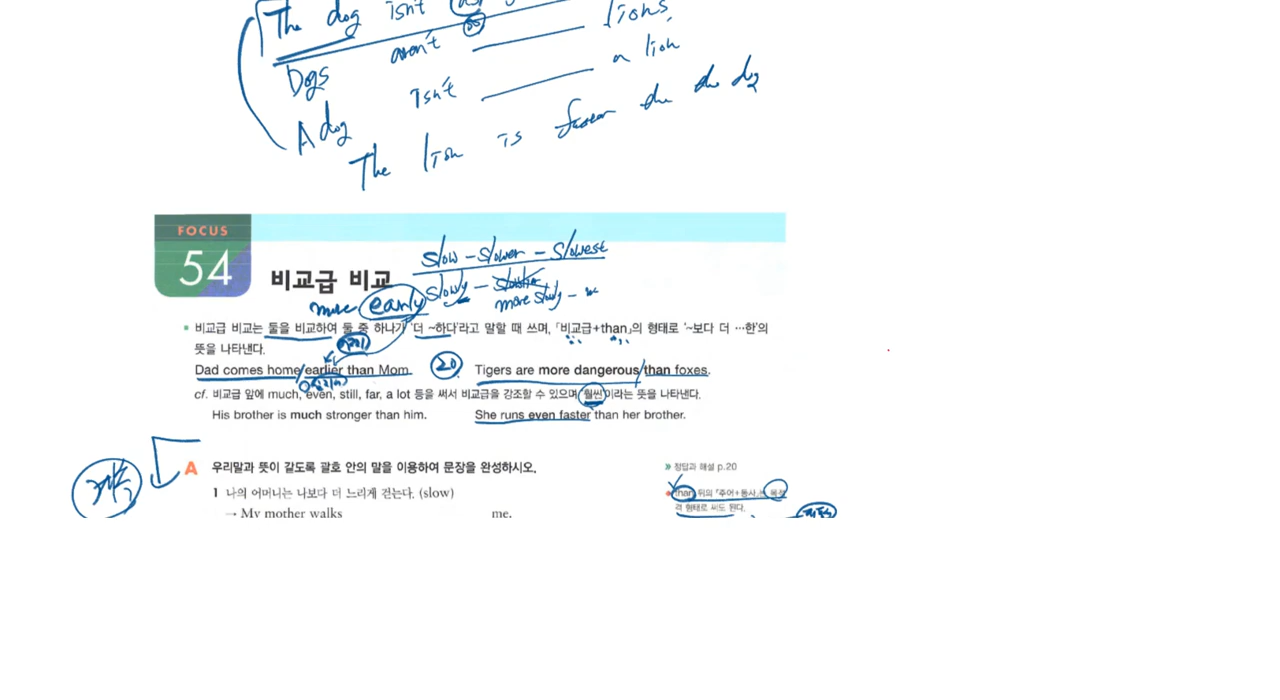 The dog isn't as
Dogs aren't lions.
A dog isn't a lion
The lion is faster the dog
FOCUS
54 비교급 비교
slow - slower - slowest
slowly - slowlier
more slowly -
more early
▪ 비교급 비교는 둘을 비교하여 둘 중 하나가 '더 ~하다'라고 말할 때 쓰며, 「비교급+than」의 형태로 '~보다 더 …한'의
뜻을 나타낸다.
Dad comes home/earlier than Mom. 20 Tigers are more dangerous/than foxes.
cf. 비교급 앞에 much, even, still, far, a lot 등을 써서 비교급을 강조할 수 있으며 '훨씬'이라는 뜻을 나타낸다.
His brother is much stronger than him. She runs even faster than her brother.
A 우리말과 뜻이 같도록 괄호 안의 말을 이용하여 문장을 완성하시오.
» 정답과 해설 p.20
1 나의 어머니는 나보다 더 느리게 걷는다. (slow)
→ My mother walks me.
than 뒤의 「주어+동사」는 목적
격 형태로 써도 된다.